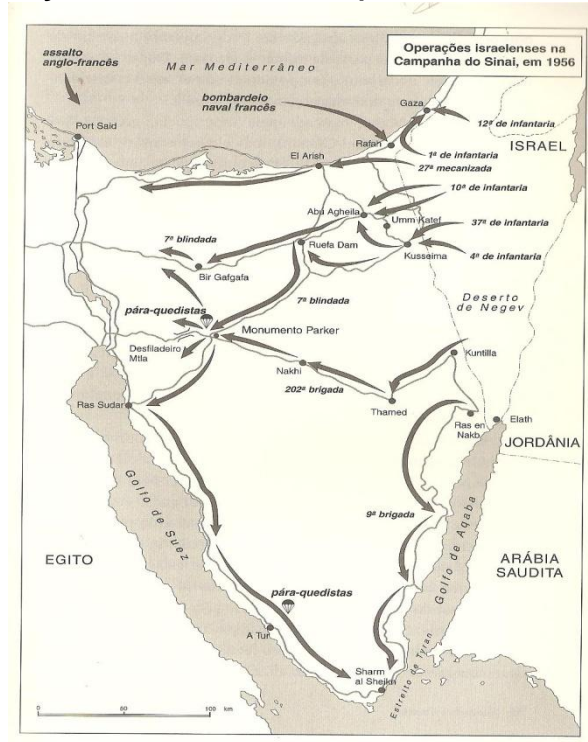 Operações israelenses na
Campanha do Sinai, em 1956
assalto
anglo-francês
Mar Mediterrâneo
bombardeio
naval francês
Gaza
12ª de infantaria
Port Said
Rafah
ISRAEL
1ª de infantaria
El Arish
27ª mecanizada
10ª de infantaria
Abu Agheila
Umm Katef
37ª de infantaria
7ª blindada
Ruefa Dam
Kusseima
4ª de infantaria
Bir Gafgafa
7ª blindada
Deserto
de Negev
pára-quedistas
Monumento Parker
Desfiladeiro
Mtla
Kuntilla
Nakhl
202ª brigada
Thamed
Ras Sudar
Ras en
Nakb
Elath
JORDÂNIA
Golfo de Suez
9ª brigada
Golfo de Aqaba
EGITO
ARÁBIA
SAUDITA
pára-quedistas
A Tur
Estreito de Tyran
Sharm
al Sheikh
0 50 100 km